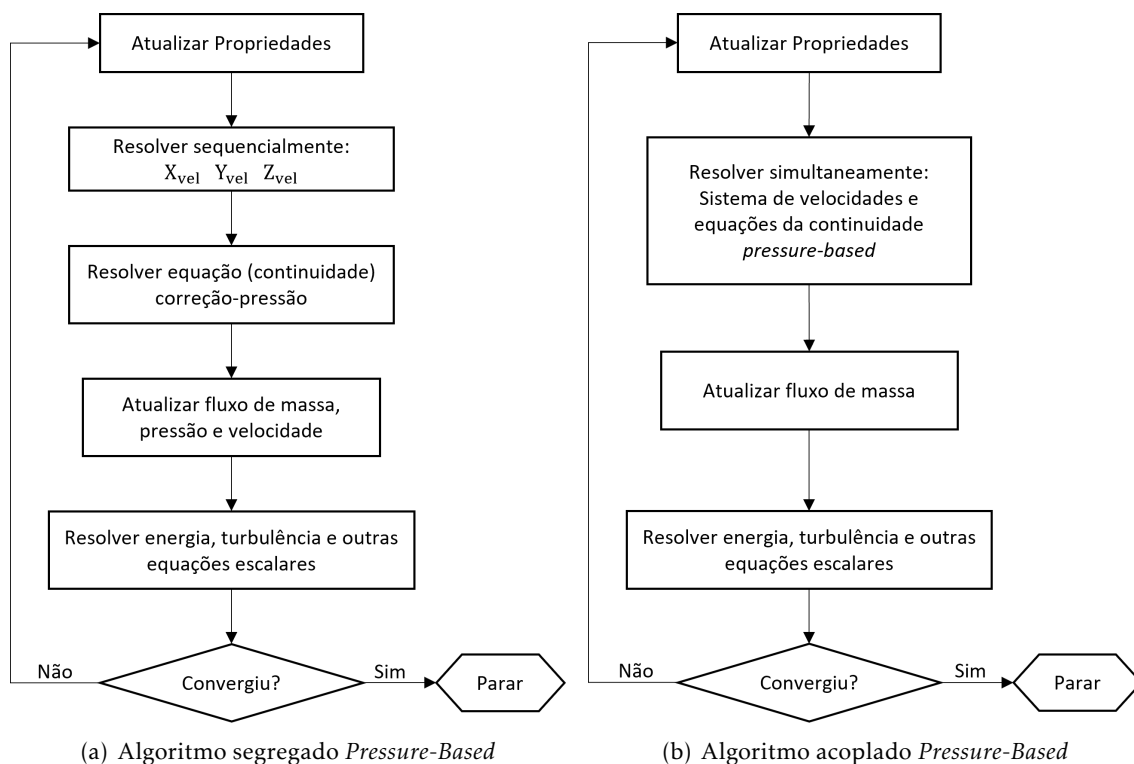 Atualizar Propriedades
Resolver sequencialmente:
X_vel Y_vel Z_vel
Resolver equação (continuidade)
correção-pressão
Atualizar fluxo de massa,
pressão e velocidade
Resolver energia, turbulência e outras
equações escalares
Não
Convergiu?
Sim
Parar
(a) Algoritmo segregado Pressure-Based
Atualizar Propriedades
Resolver simultaneamente:
Sistema de velocidades e
equações da continuidade
pressure-based
Atualizar fluxo de massa
Resolver energia, turbulência e outras
equações escalares
Não
Convergiu?
Sim
Parar
(b) Algoritmo acoplado Pressure-Based